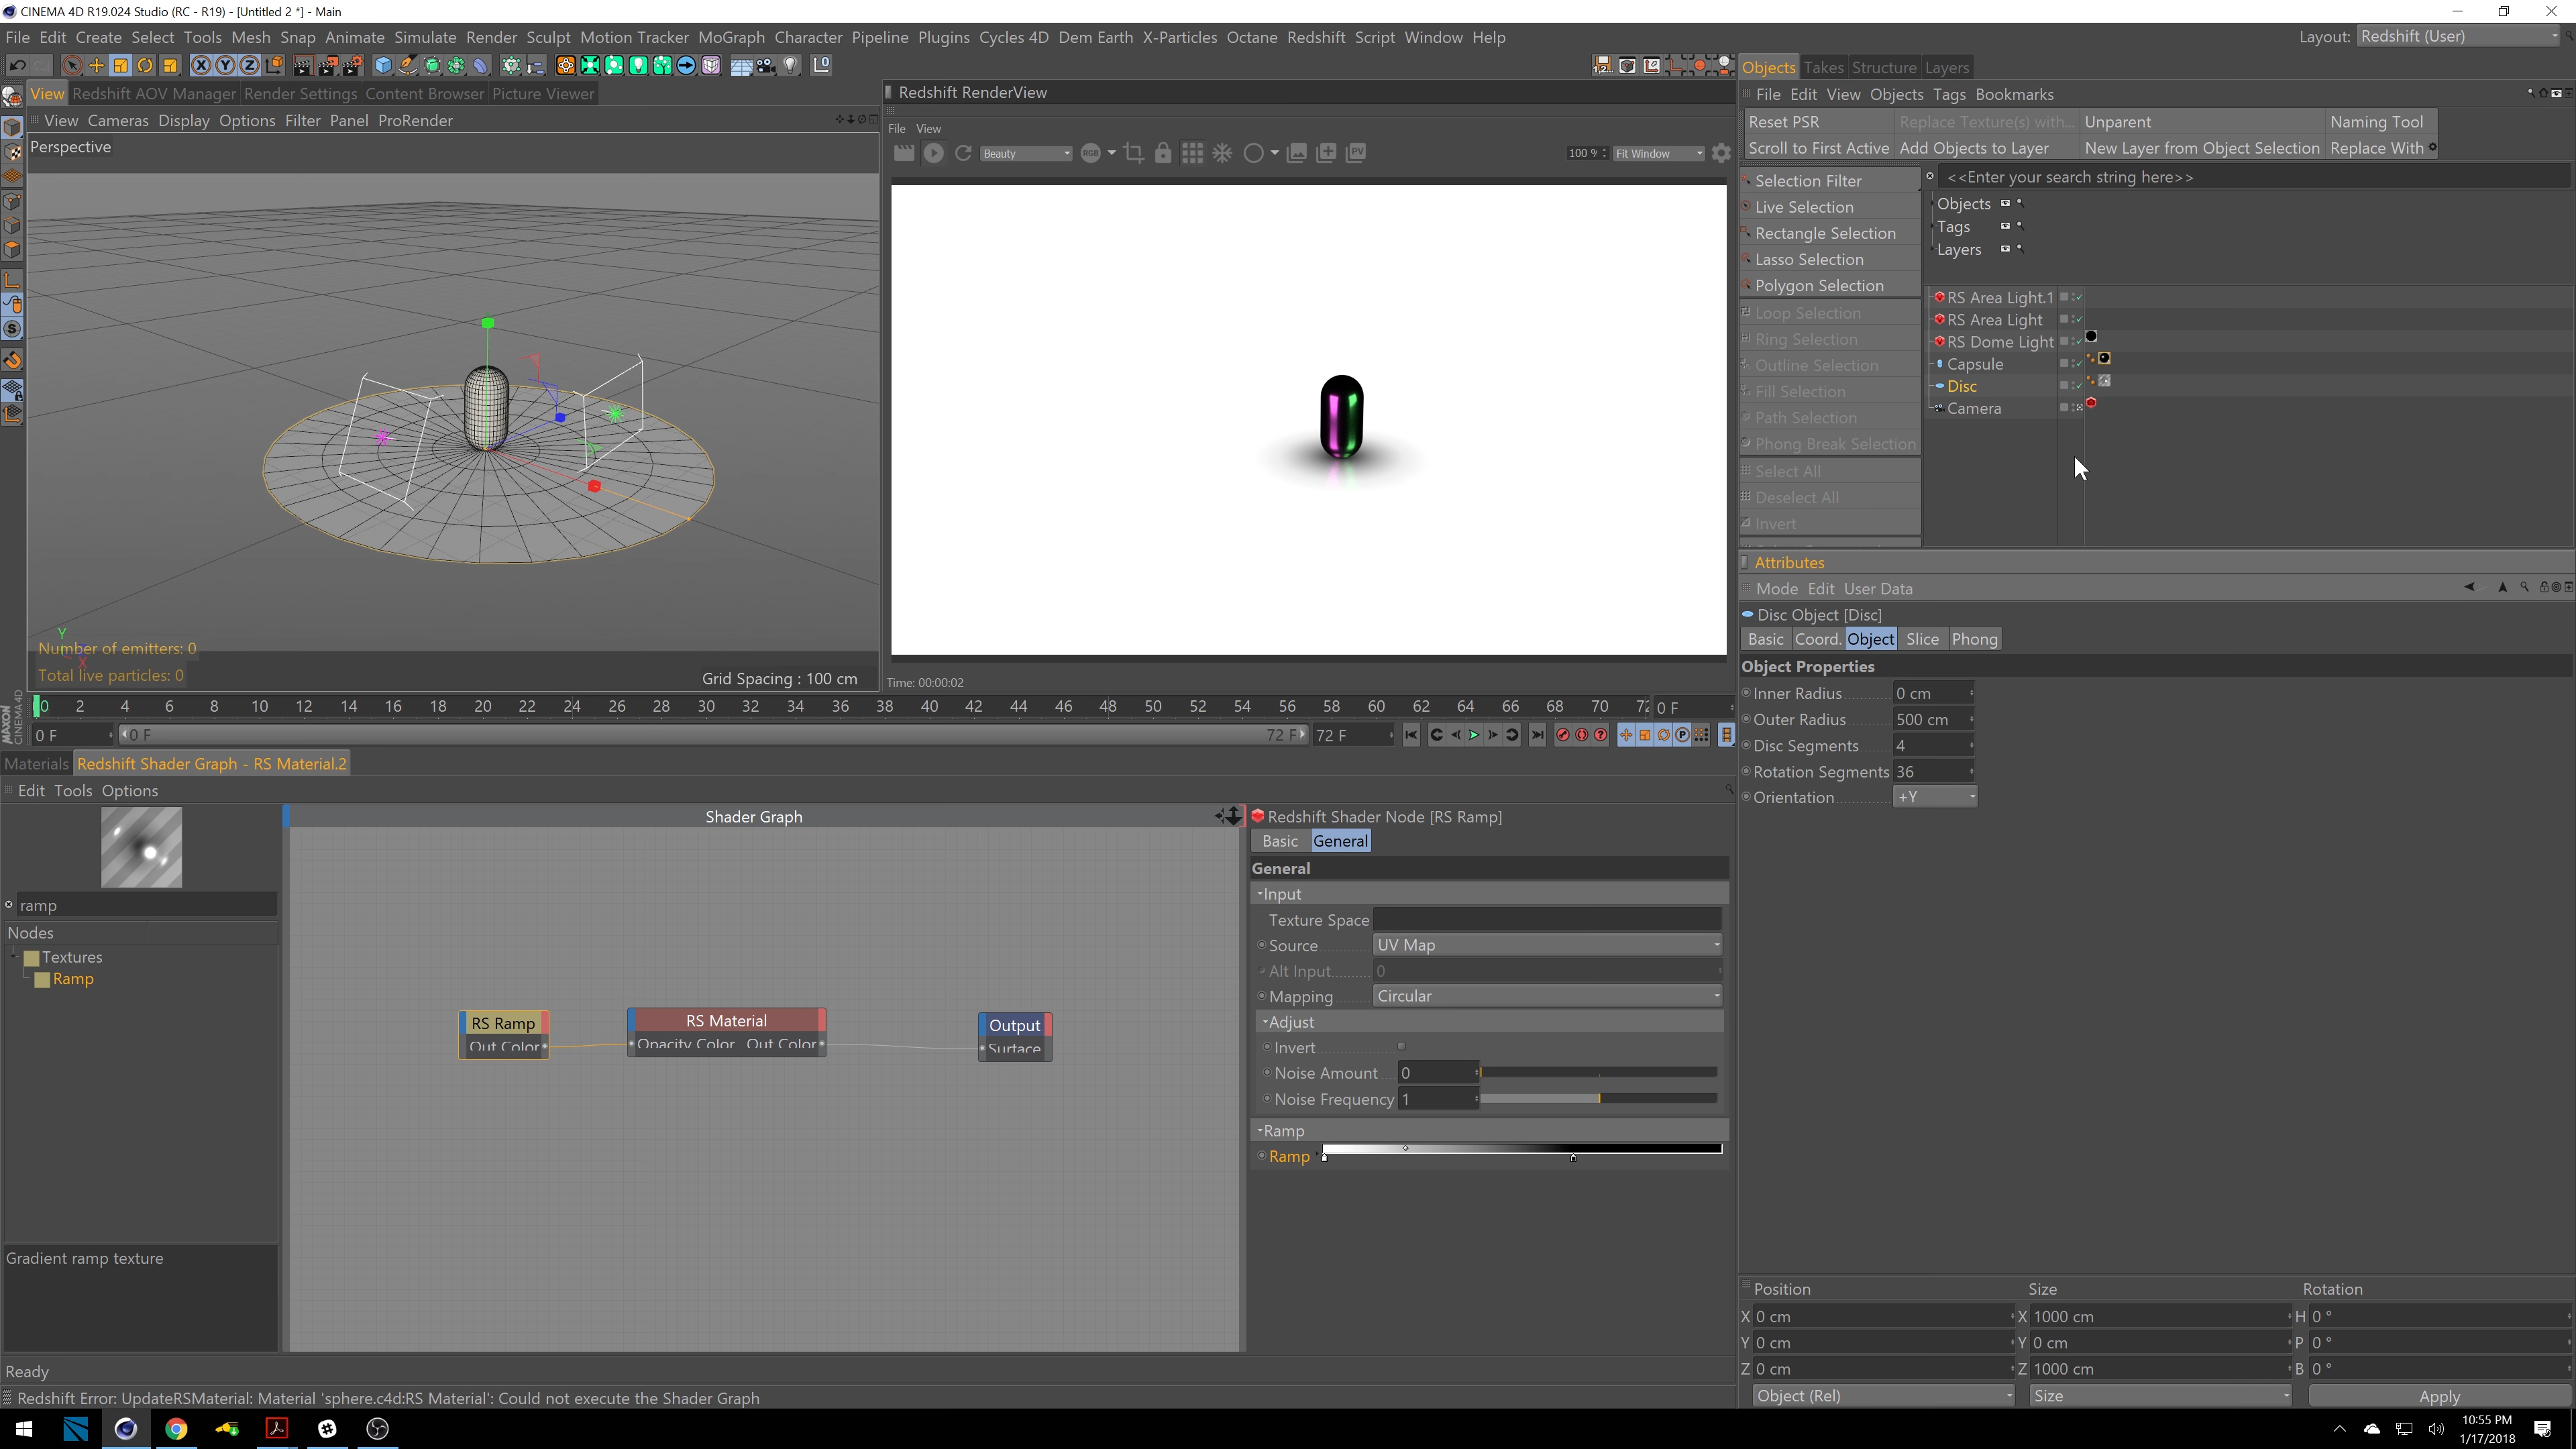 CINEMA 4D R19.024 Studio (RC - R19) - [Untitled 2 *] - Main
File Edit Create Select Tools Mesh Snap Animate Simulate Render Sculpt Motion Tracker MoGraph Character Pipeline Plugins Cycles 4D Dem Earth X-Particles Octane Redshift Script Window Help
Layout: Redshift (User)
View Redshift AOV Manager Render Settings Content Browser Picture Viewer
View Cameras Display Options Filter Panel ProRender
Perspective
Y
X
Number of emitters: 0
Total live particles: 0
Grid Spacing : 100 cm
Redshift RenderView
File View
Beauty
RGB
PV
100 %
Fit Window
Time: 00:00:02
Objects Takes Structure Layers
File Edit View Objects Tags Bookmarks
Reset PSR Replace Texture(s) with... Unparent Naming Tool
Scroll to First Active Add Objects to Layer New Layer from Object Selection Replace With
Selection Filter
Live Selection
Rectangle Selection
Lasso Selection
Polygon Selection
Loop Selection
Ring Selection
Outline Selection
Fill Selection
Path Selection
Phong Break Selection
Select All
Deselect All
Invert
<<Enter your search string here>>
Objects
Tags
Layers
RS Area Light.1
RS Area Light
RS Dome Light
Capsule
Disc
Camera
Attributes
Mode Edit User Data
Disc Object [Disc]
Basic Coord. Object Slice Phong
Object Properties
Inner Radius 0 cm
Outer Radius 500 cm
Disc Segments 4
Rotation Segments 36
Orientation +Y
0 2 4 6 8 10 12 14 16 18 20 22 24 26 28 30 32 34 36 38 40 42 44 46 48 50 52 54 56 58 60 62 64 66 68 70 72 0 F
0 F 0 F 72 F 72 F
MAXON
CINEMA 4D
Materials Redshift Shader Graph - RS Material.2
Edit Tools Options
ramp
Nodes
Textures
Ramp
Gradient ramp texture
Shader Graph
RS Ramp
Out Color
RS Material
Opacity Color Out Color
Output
Surface
Redshift Shader Node [RS Ramp]
Basic General
General
Input
Texture Space
Source UV Map
Alt Input 0
Mapping Circular
Adjust
Invert
Noise Amount 0
Noise Frequency 1
Ramp
Ramp
Position Size Rotation
X 0 cm X 1000 cm H 0 °
Y 0 cm Y 0 cm P 0 °
Z 0 cm Z 1000 cm B 0 °
Object (Rel) Size Apply
Ready
Redshift Error: UpdateRSMaterial: Material 'sphere.c4d:RS Material': Could not execute the Shader Graph
10:55 PM
1/17/2018